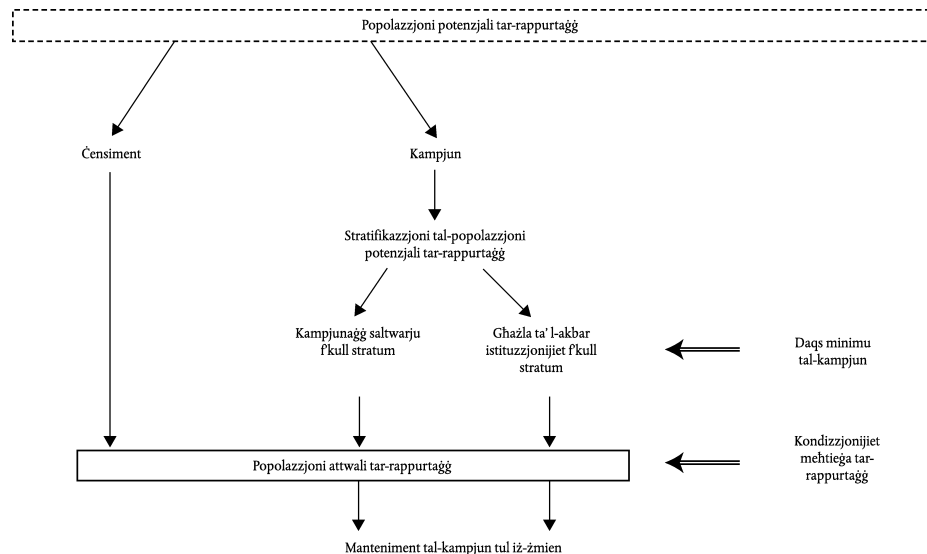 Popolazzjoni potenzjali tar-rappurtaġġ
Ċensiment
Kampjun
Stratifikazzjoni tal-popolazzjoni
potenzjali tar-rappurtaġġ
Kampjunaġġ saltwarju
f'kull stratum
Għażla ta' l-akbar
istituzzjonijiet f'kull
stratum
Daqs minimu
tal-kampjun
Popolazzjoni attwali tar-rappurtaġġ
Kondizzjonijiet
meħtieġa tar-
rappurtaġġ
Manteniment tal-kampjun tul iż-żmien